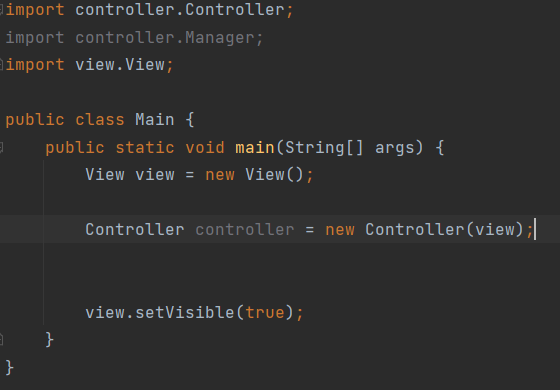 import controller.Controller;
import controller.Manager;
import view.View;
public class Main {
public static void main(String[] args) {
View view = new View();
Controller controller = new Controller(view);
view.setVisible(true);
}
}